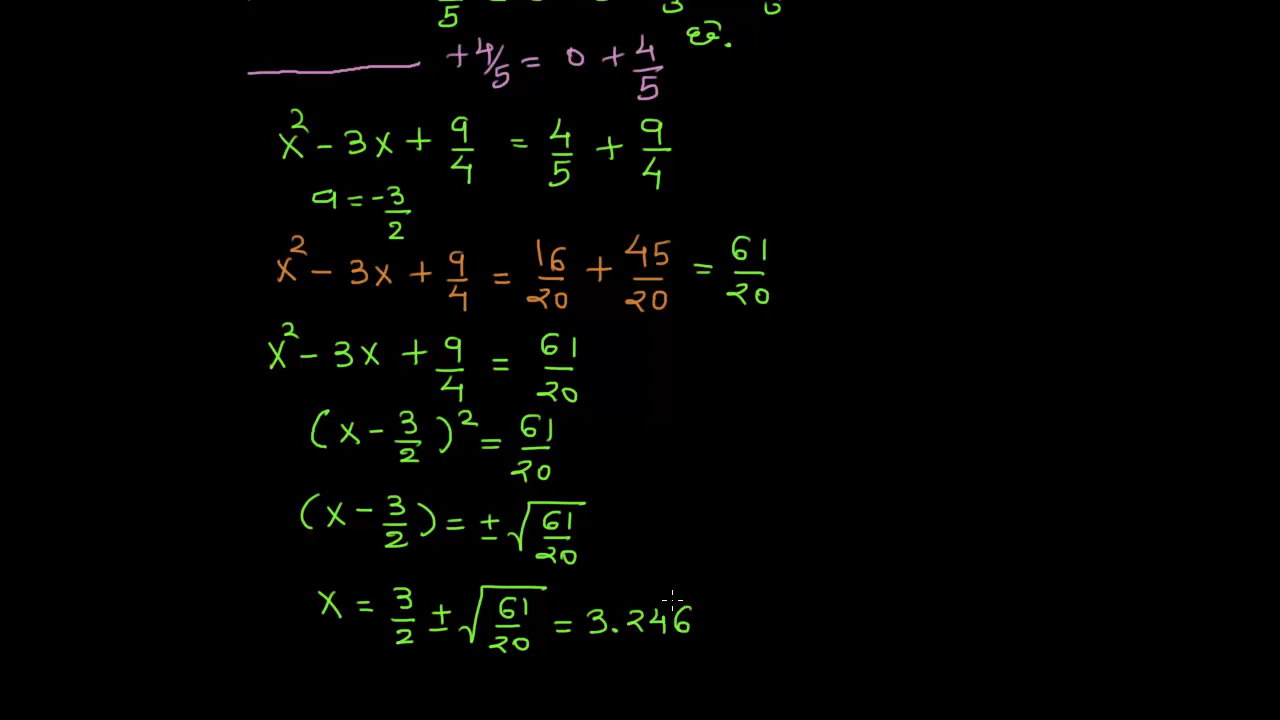 5
+ 4/5 = 0 + 4/5
x² - 3x + 9/4 = 4/5 + 9/4
a = -3/2
x² - 3x + 9/4 = 16/20 + 45/20 = 61/20
x² - 3x + 9/4 = 61/20
(x - 3/2)² = 61/20
(x - 3/2) = ± √(61/20)
x = 3/2 ± √(61/20) = 3.246